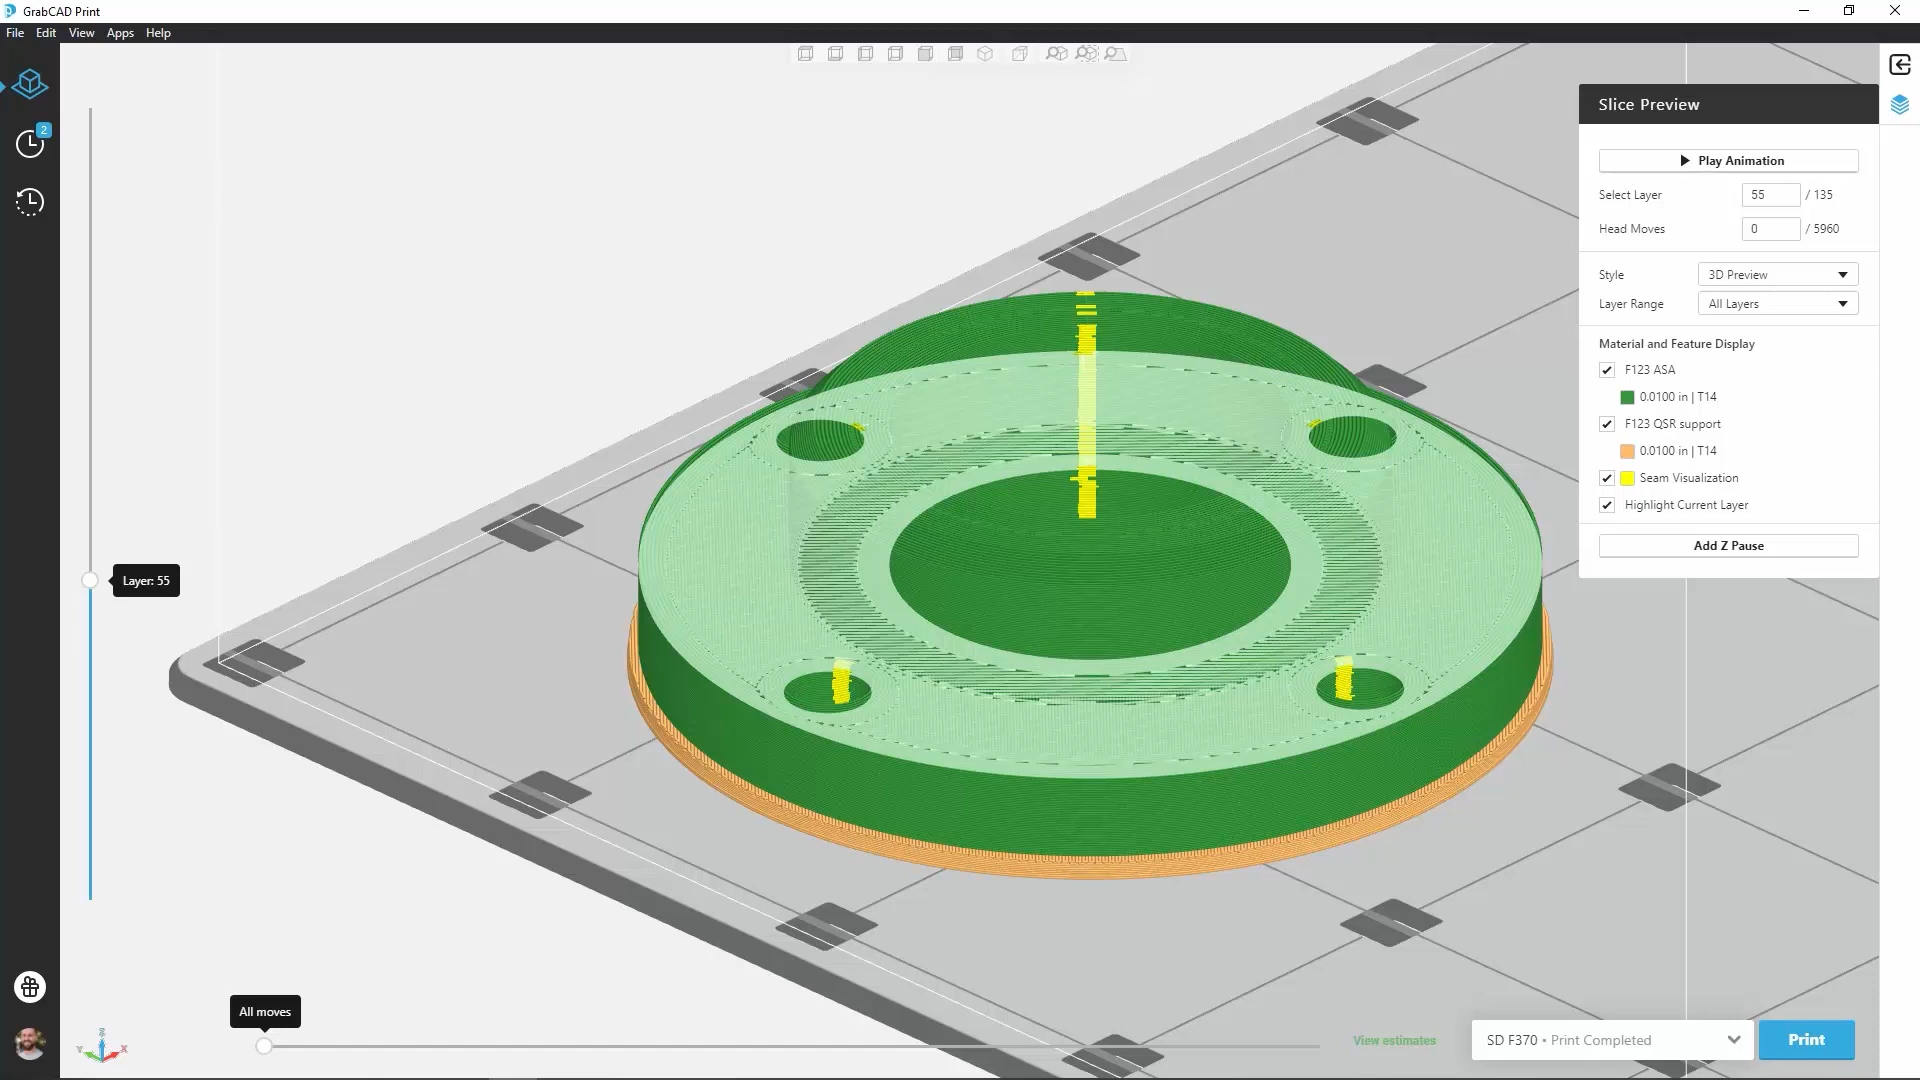 GrabCAD Print
File Edit View Apps Help
2
Slice Preview
Play Animation
Select Layer 55 / 135
Head Moves 0 / 5960
Style 3D Preview
Layer Range All Layers
Material and Feature Display
F123 ASA
0.0100 in | T14
F123 QSR support
0.0100 in | T14
Seam Visualization
Highlight Current Layer
Add Z Pause
Layer: 55
All moves
Z
Y X
View estimates
SD F370 • Print Completed
Print